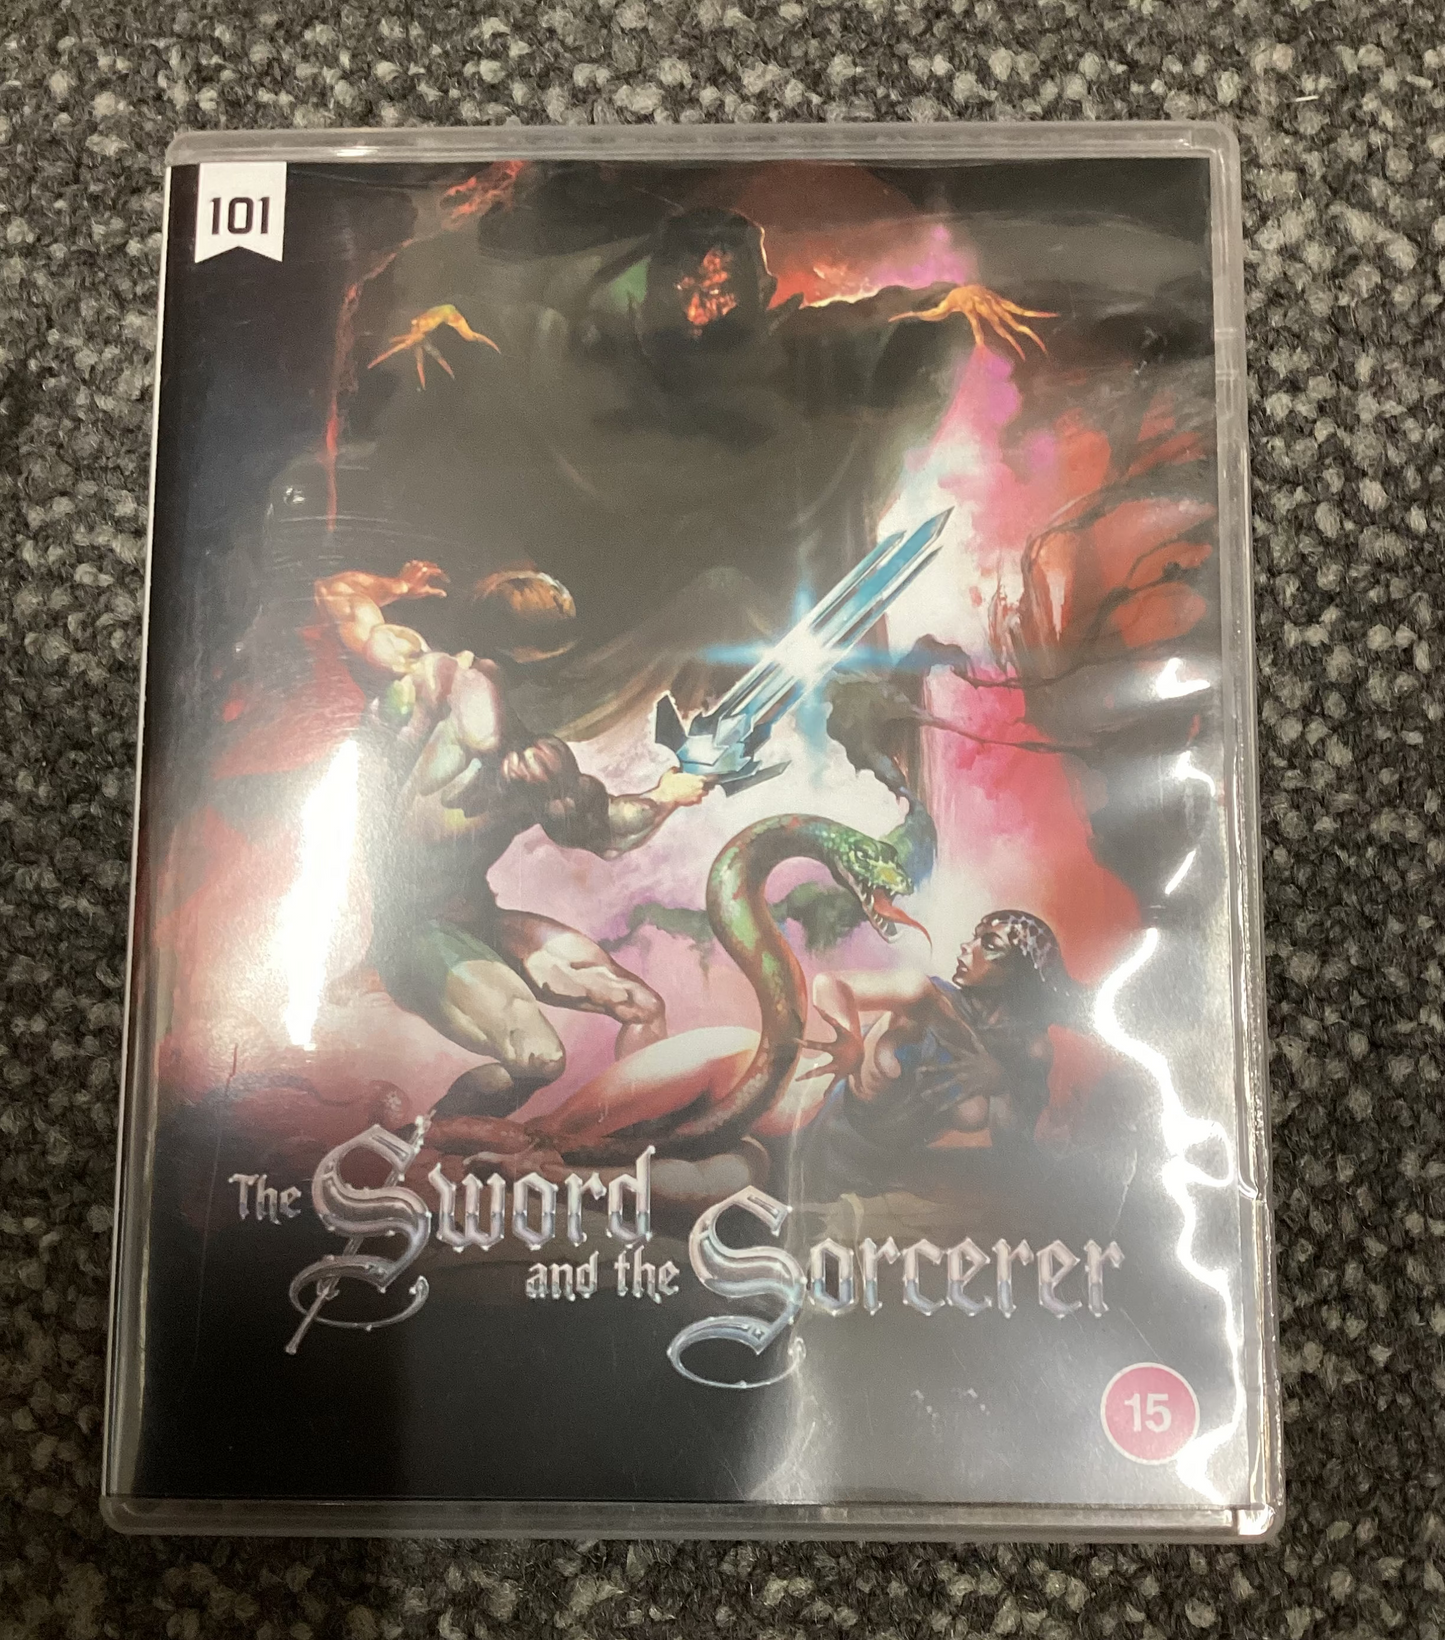 101
The Sword
and the Sorcerer
15